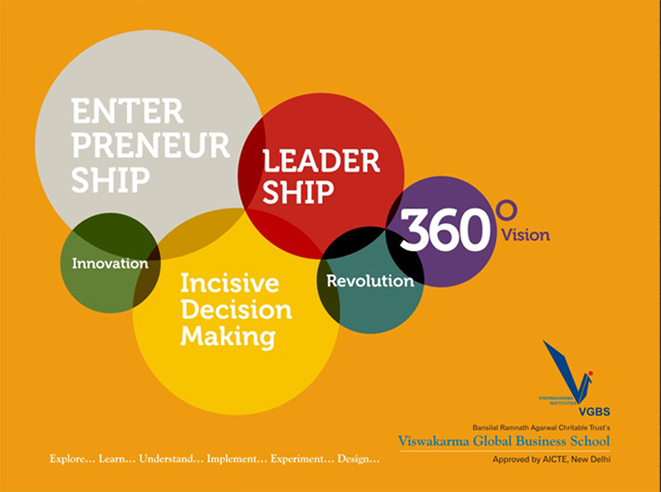 ENTER
PRENEUR
SHIP
LEADER
SHIP
360°
Vision
Innovation
Incisive
Decision
Making
Revolution
VISHWAKARMA
INSTITUTES
VGBS
Bansilal Ramnath Agarwal Chritable Trust's
Viswakarma Global Business School
Approved by AICTE, New Delhi
Explore... Learn... Understand... Implement... Experiment... Design...